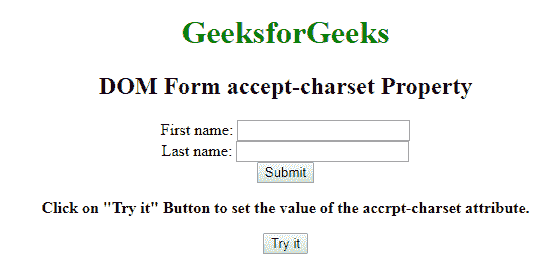 GeeksforGeeks
DOM Form accept-charset Property
First name:
Last name:
Submit
Click on "Try it" Button to set the value of the accrpt-charset attribute.
Try it